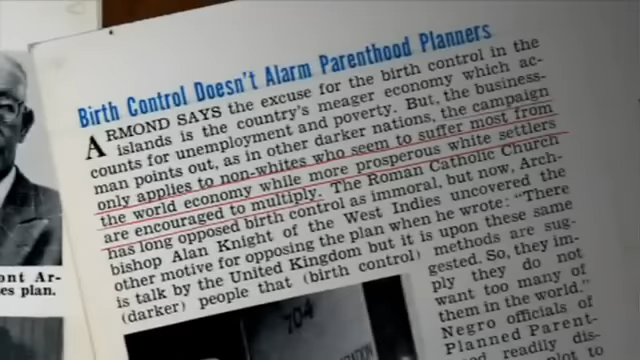 Birth Control Doesn't Alarm Parenthood Planners
ARMOND SAYS the excuse for the birth control in the
islands is the country's meager economy which ac-
counts for unemployment and poverty. But, the business-
man points out, as in other darker nations, the campaign
only applies to non-whites who seem to suffer most from
the world economy while more prosperous white settlers
are encouraged to multiply. The Roman Catholic Church
has long opposed birth control as immoral, but now, Arch-
bishop Alan Knight of the West Indies uncovered the
other motive for opposing the plan when he wrote: "There
is talk by the United Kingdom but it is upon these same
(darker) people that (birth control)
methods are sug-
gested. So, they im-
ply they do not
want too many of
them in the world."
Negro officials of
Planned Parent-
readily dis-
to
ont Ar-
es plan.
704